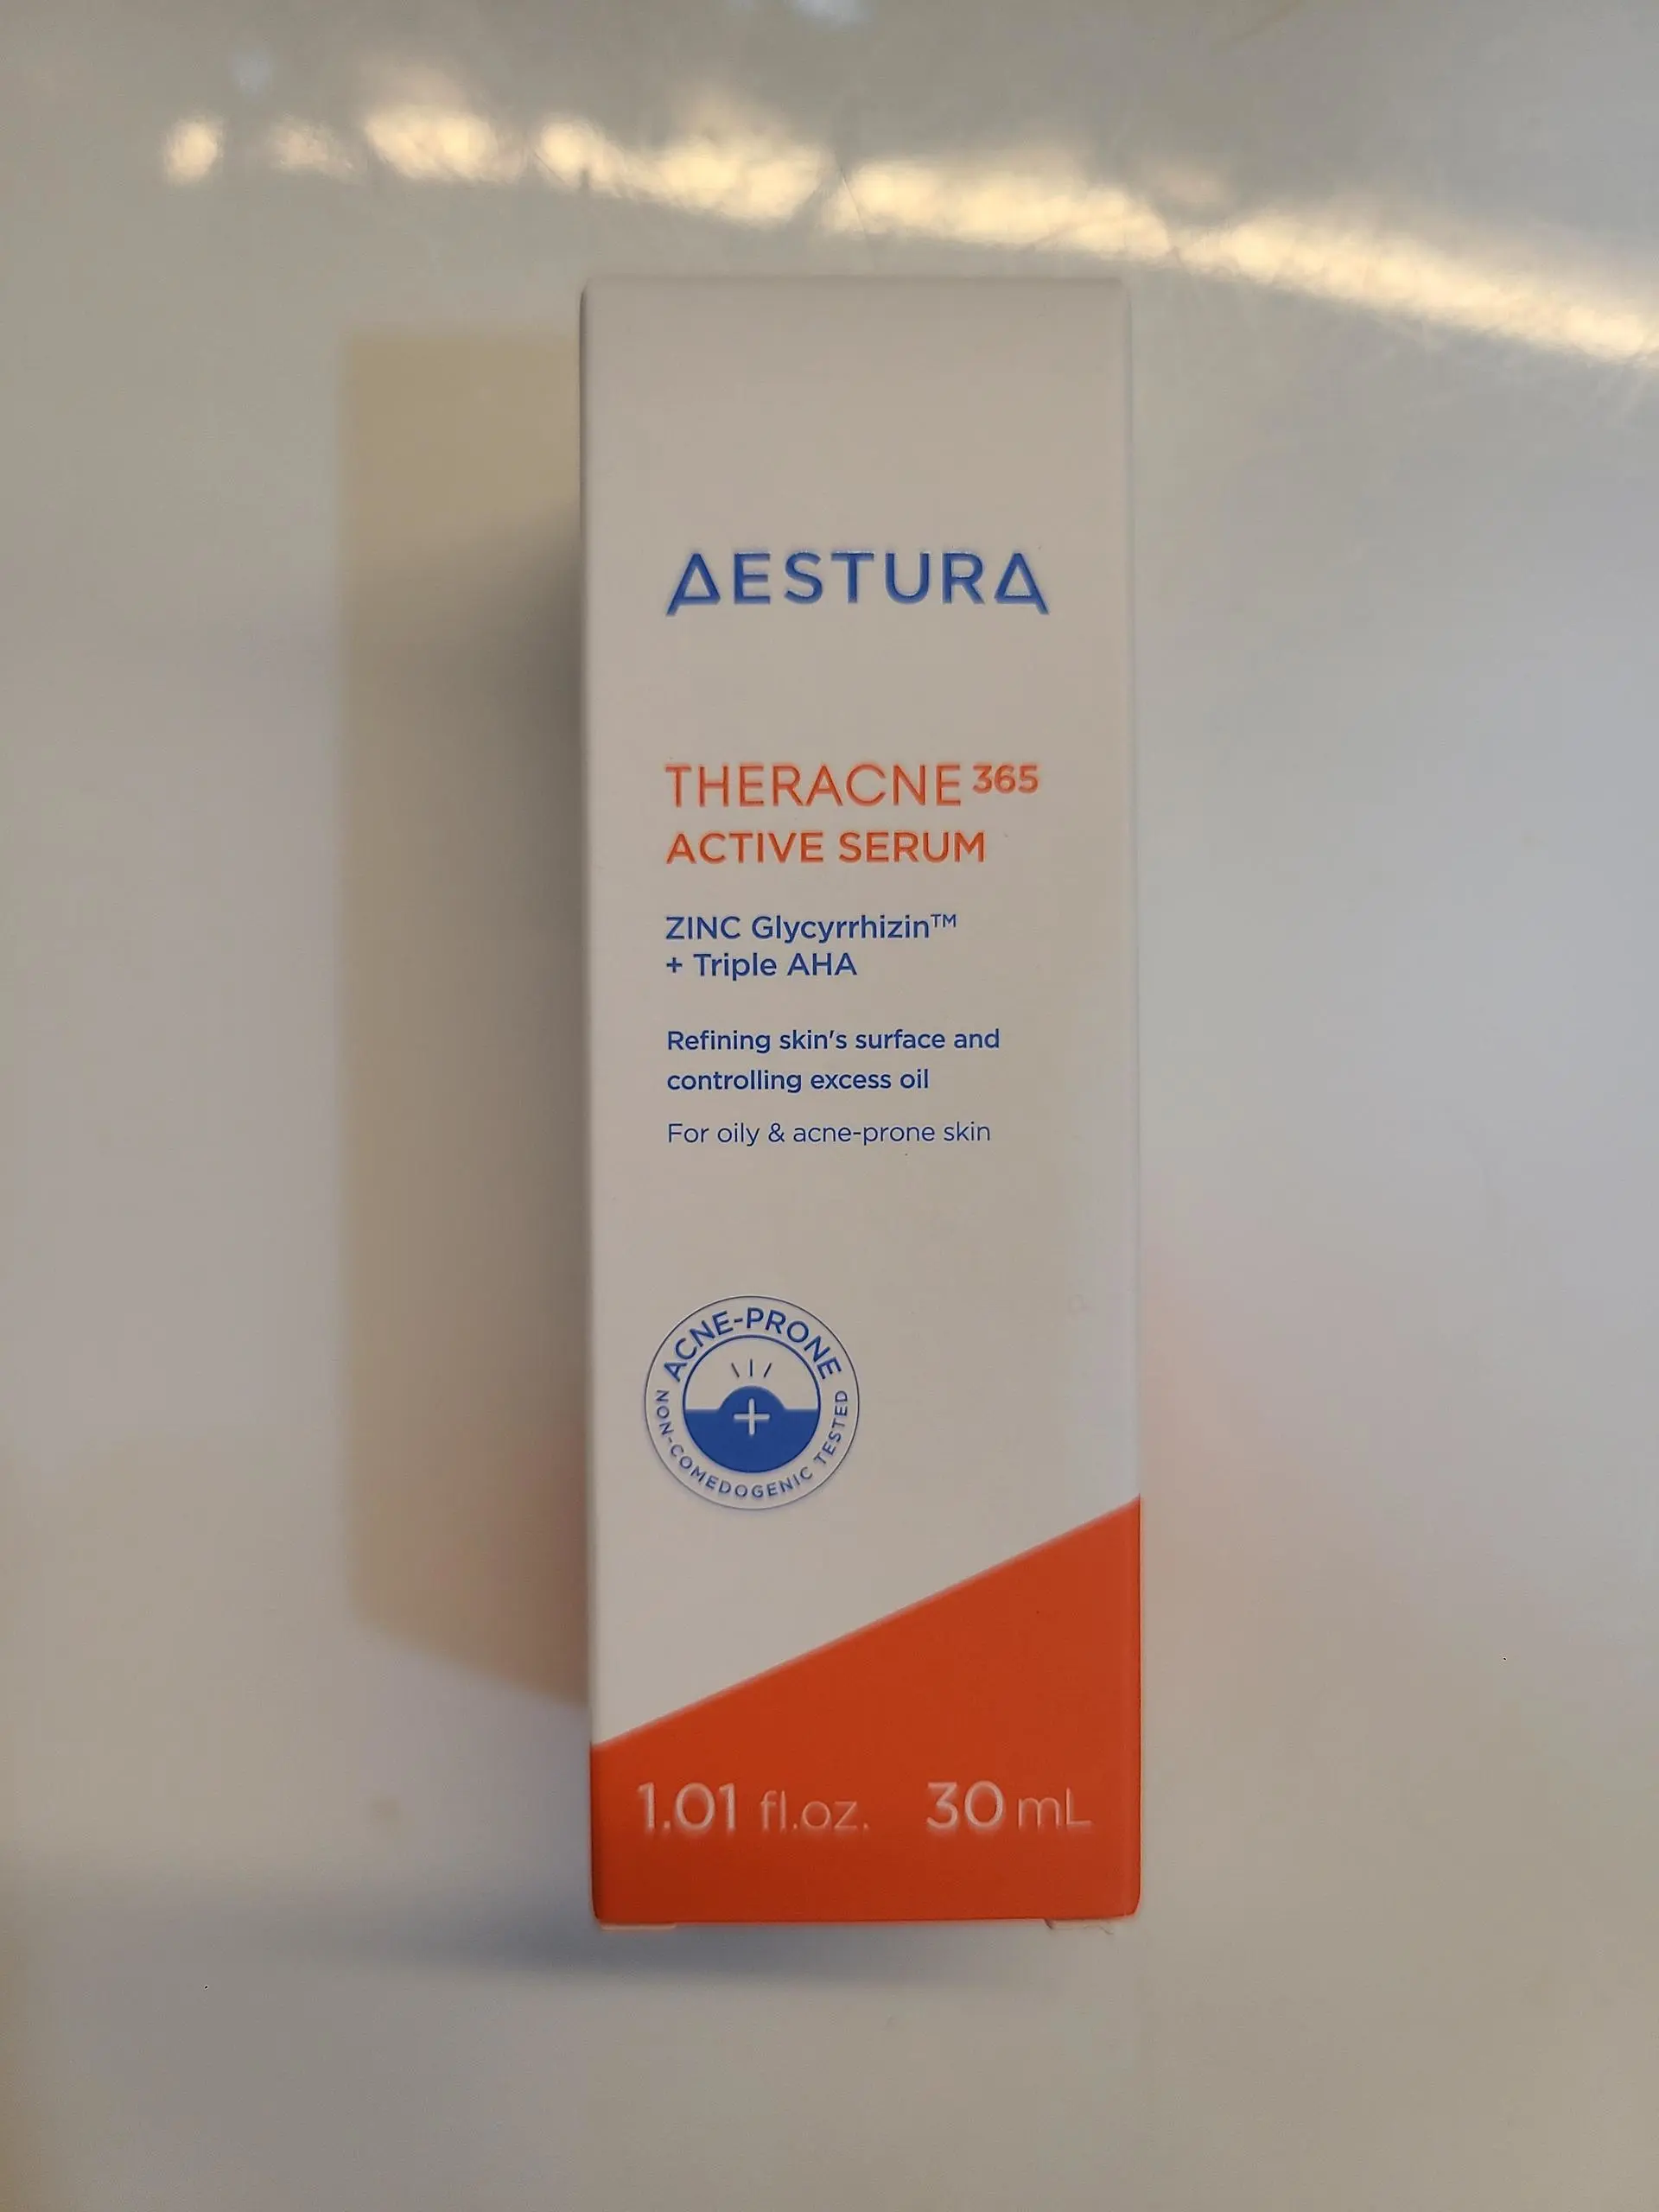 AESTURA
THERACNE 365
ACTIVE SERUM
ZINC Glycyrrhizin™
+ Triple AHA
Refining skin's surface and
controlling excess oil
For oily & acne-prone skin
ACNE-PRONE
NON-COMEDOGENIC TESTED
1.01 fl.oz. 30 mL